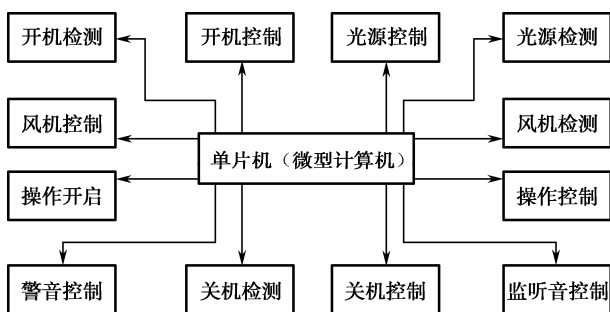 开机检测
开机控制
光源控制
光源检测
风机控制
单片机（微型计算机）
风机检测
操作开启
操作控制
警音控制
关机检测
关机控制
监听音控制